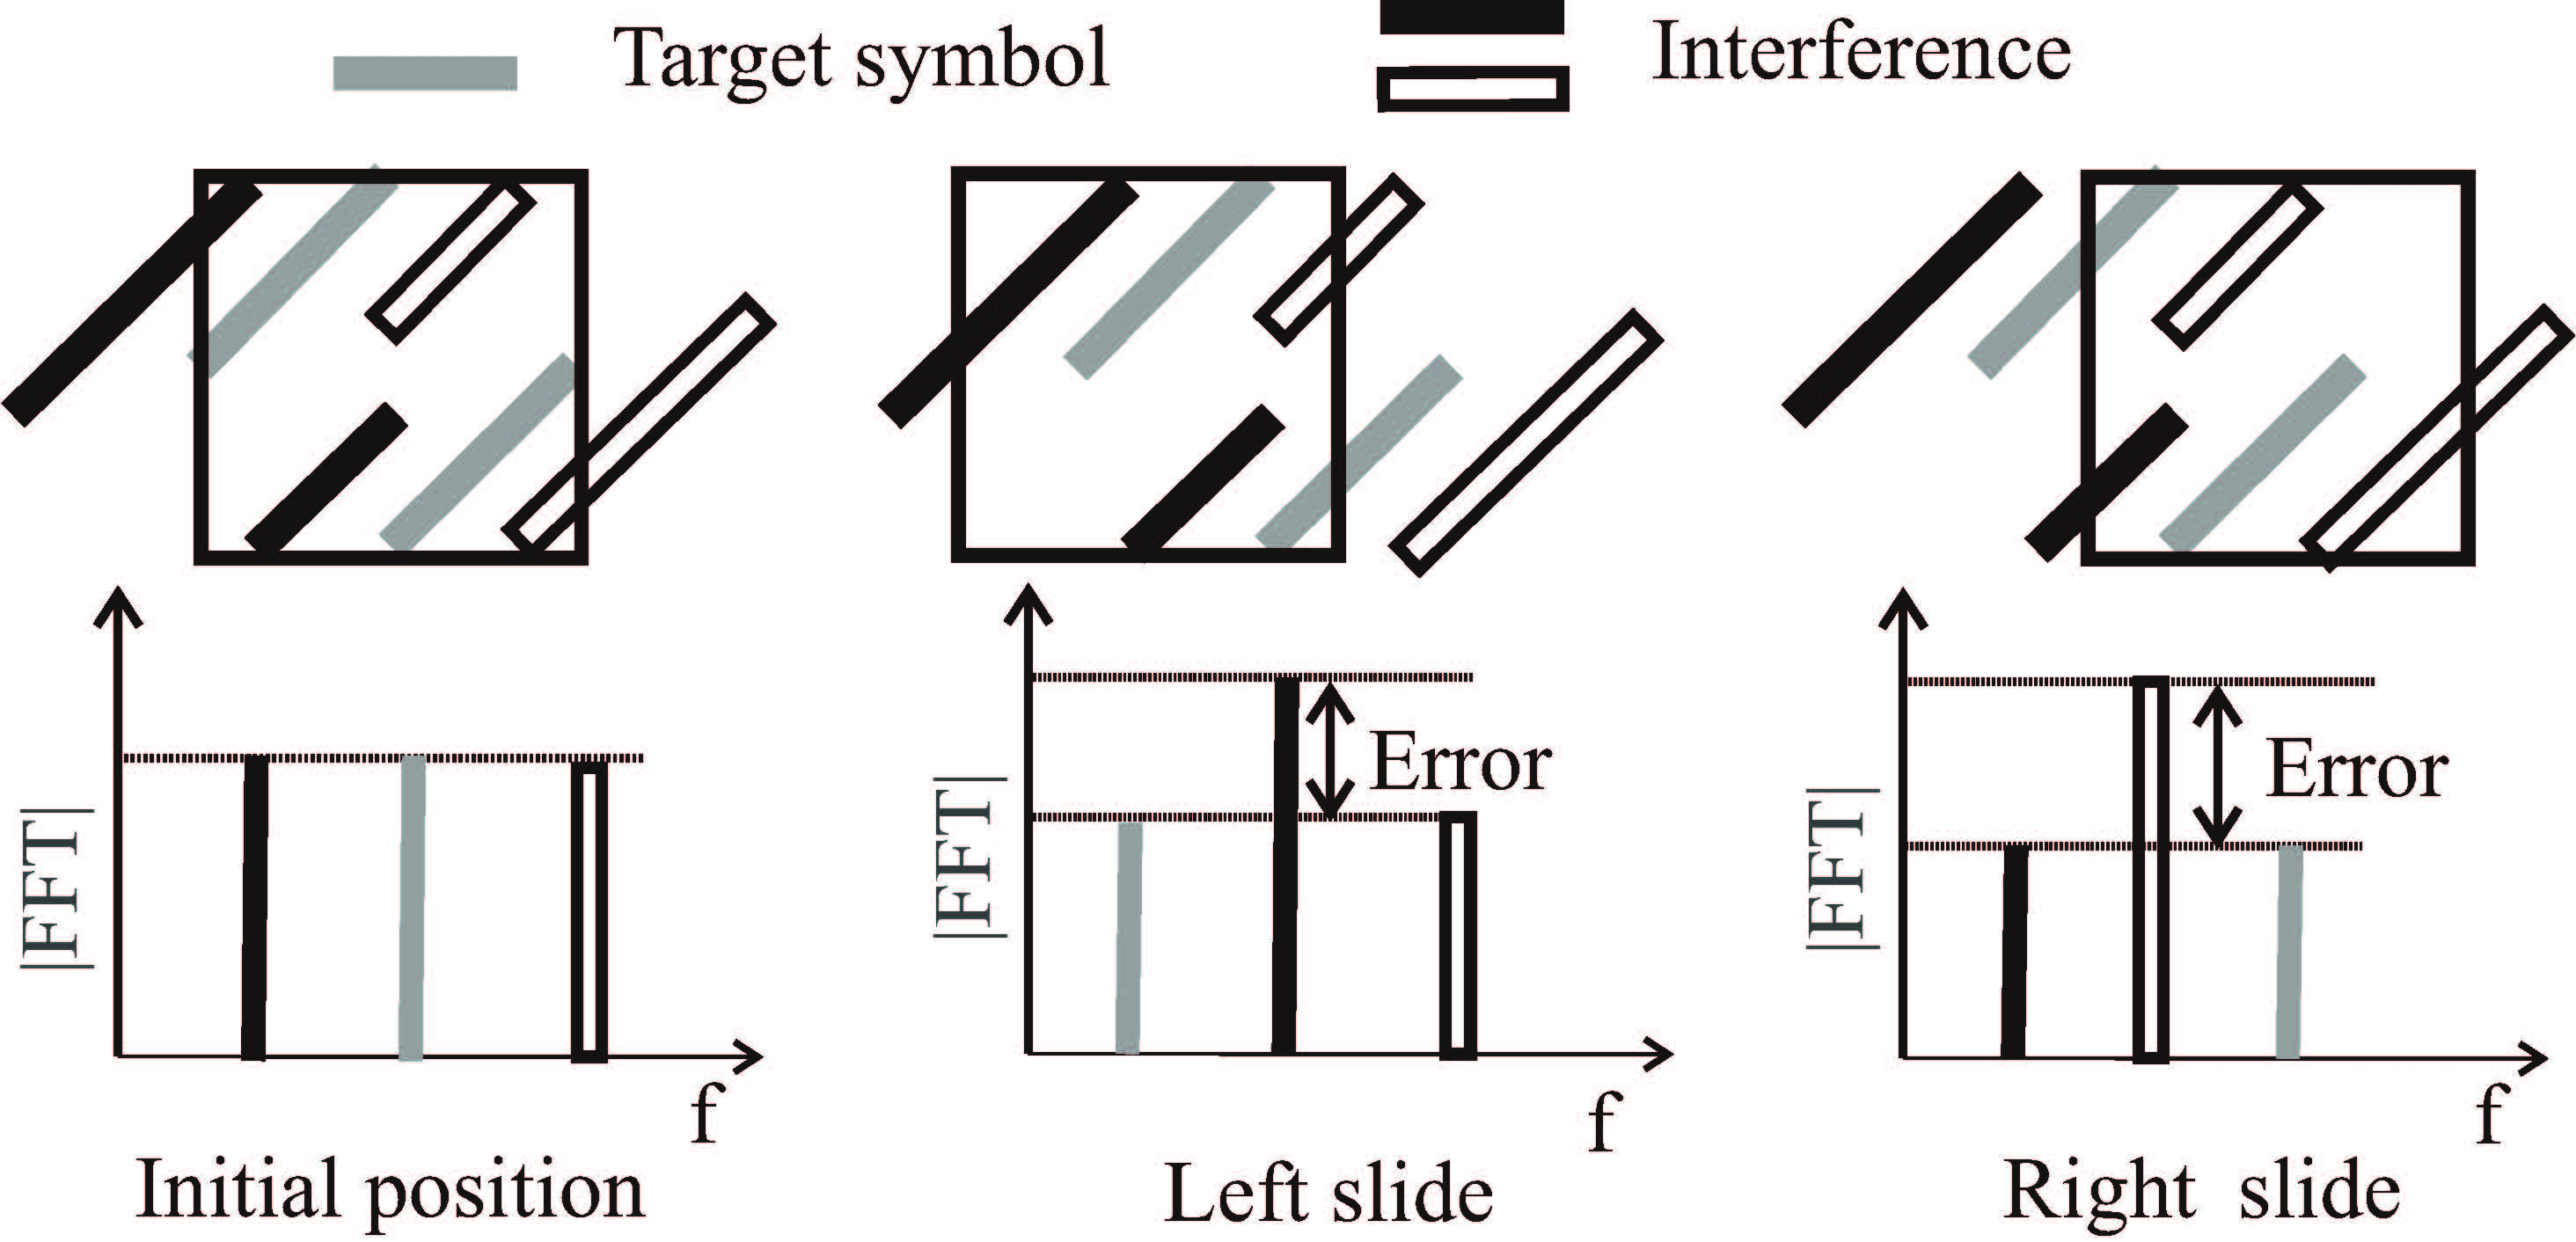 Target symbol
Interference
|FFT|
f
Initial position
|FFT|
Error
f
Left slide
|FFT|
Error
f
Right slide